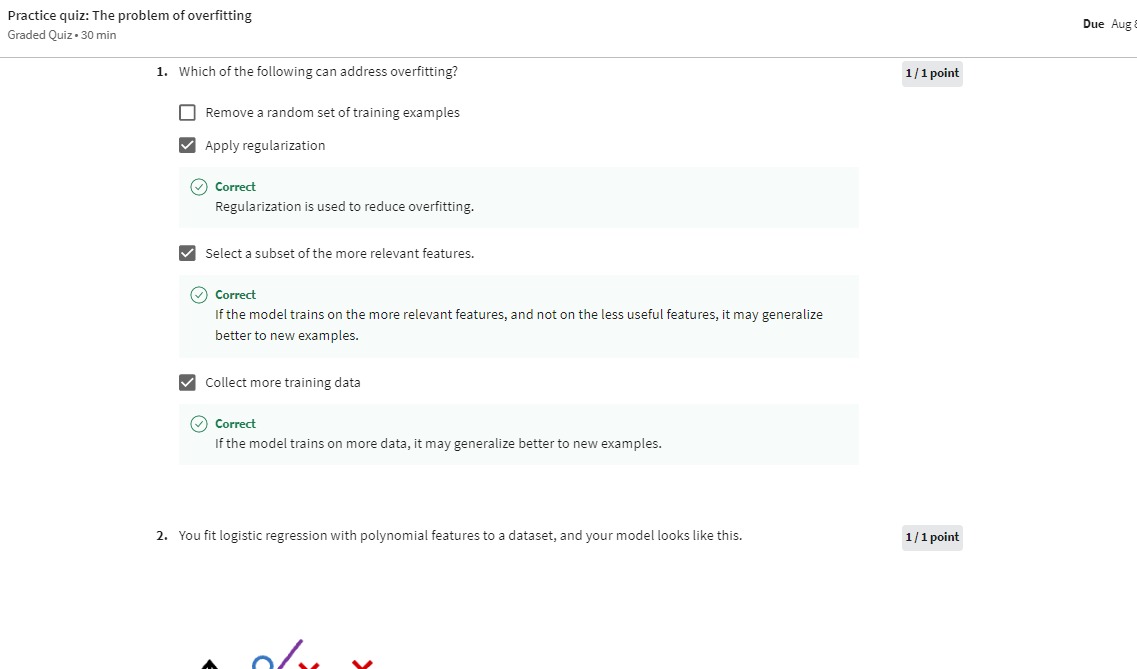 Practice quiz: The problem of overfitting
Graded Quiz • 30 min
Due Aug
1. Which of the following can address overfitting?
1 / 1 point
Remove a random set of training examples
Apply regularization
Correct
Regularization is used to reduce overfitting.
Select a subset of the more relevant features.
Correct
If the model trains on the more relevant features, and not on the less useful features, it may generalize
better to new examples.
Collect more training data
Correct
If the model trains on more data, it may generalize better to new examples.
2. You fit logistic regression with polynomial features to a dataset, and your model looks like this.
1 / 1 point